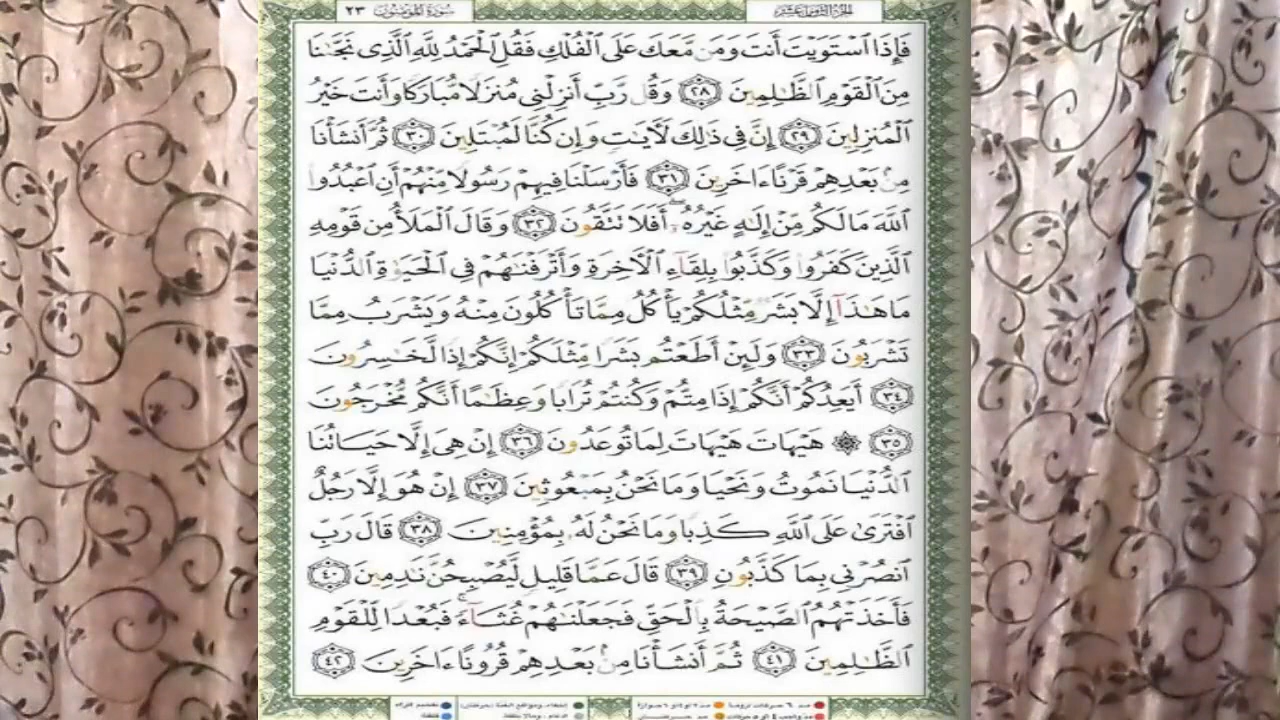 سورة المؤمنون ٢٣
الجزء الثامن عشر
فَإِذَا ٱسْتَوَيْتَ أَنتَ وَمَن مَّعَكَ عَلَى ٱلْفُلْكِ فَقُلِ ٱلْحَمْدُ لِلَّهِ ٱلَّذِى نَجَّىٰنَا
مِنَ ٱلْقَوْمِ ٱلظَّٰلِمِينَ ٢٨ وَقُل رَّبِّ أَنزِلْنِى مُنزَلًا مُّبَارَكًا وَأَنتَ خَيْرُ
ٱلْمُنزِلِينَ ٢٩ إِنَّ فِى ذَٰلِكَ لَءَايَٰتٍ وَإِن كُنَّا لَمُبْتَلِينَ ٣٠ ثُمَّ أَنشَأْنَا
مِنۢ بَعْدِهِمْ قَرْنًا ءَاخَرِينَ ٣١ فَأَرْسَلْنَا فِيهِمْ رَسُولًا مِّنْهُمْ أَنِ ٱعْبُدُوا۟
ٱللَّهَ مَا لَكُم مِّنْ إِلَٰهٍ غَيْرُهُۥٓ أَفَلَا تَتَّقُونَ ٣٢ وَقَالَ ٱلْمَلَأُ مِن قَوْمِهِ
ٱلَّذِينَ كَفَرُوا۟ وَكَذَّبُوا۟ بِلِقَآءِ ٱلْءَاخِرَةِ وَأَتْرَفْنَٰهُمْ فِى ٱلْحَيَوٰةِ ٱلدُّنْيَا
مَا هَٰذَآ إِلَّا بَشَرٌ مِّثْلُكُمْ يَأْكُلُ مِمَّا تَأْكُلُونَ مِنْهُ وَيَشْرَبُ مِمَّا
تَشْرَبُونَ ٣٣ وَلَئِنْ أَطَعْتُم بَشَرًا مِّثْلَكُمْ إِنَّكُمْ إِذًا لَّخَٰسِرُونَ
٣٤ أَيَعِدُكُمْ أَنَّكُمْ إِذَا مِتُّمْ وَكُنتُمْ تُرَابًا وَعِظَٰمًا أَنَّكُم مُّخْرَجُونَ
٣٥ ۞ هَيْهَاتَ هَيْهَاتَ لِمَا تُوعَدُونَ ٣٦ إِنْ هِىَ إِلَّا حَيَاتُنَا
ٱلدُّنْيَا نَمُوتُ وَنَحْيَا وَمَا نَحْنُ بِمَبْعُوثِينَ ٣٧ إِنْ هُوَ إِلَّا رَجُلٌ
ٱفْتَرَىٰ عَلَى ٱللَّهِ كَذِبًا وَمَا نَحْنُ لَهُۥ بِمُؤْمِنِينَ ٣٨ قَالَ رَبِّ
ٱنصُرْنِى بِمَا كَذَّبُونِ ٣٩ قَالَ عَمَّا قَلِيلٍ لَّيُصْبِحُنَّ نَٰدِمِينَ ٤٠
فَأَخَذَتْهُمُ ٱلصَّيْحَةُ بِٱلْحَقِّ فَجَعَلْنَٰهُمْ غُثَآءً فَبُعْدًا لِّلْقَوْمِ
ٱلظَّٰلِمِينَ ٤١ ثُمَّ أَنشَأْنَا مِنۢ بَعْدِهِمْ قُرُونًا ءَاخَرِينَ ٤٢